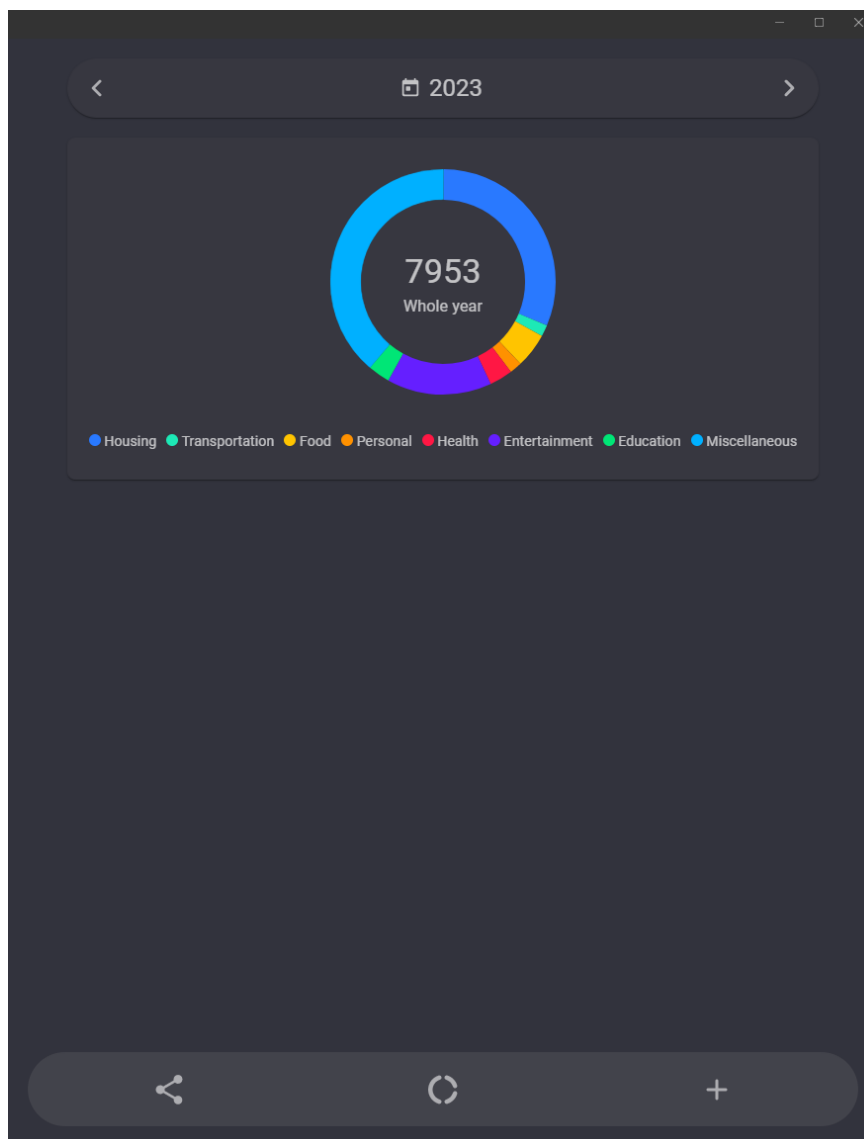 2023
7953
Whole year
Housing Transportation Food Personal Health Entertainment Education Miscellaneous